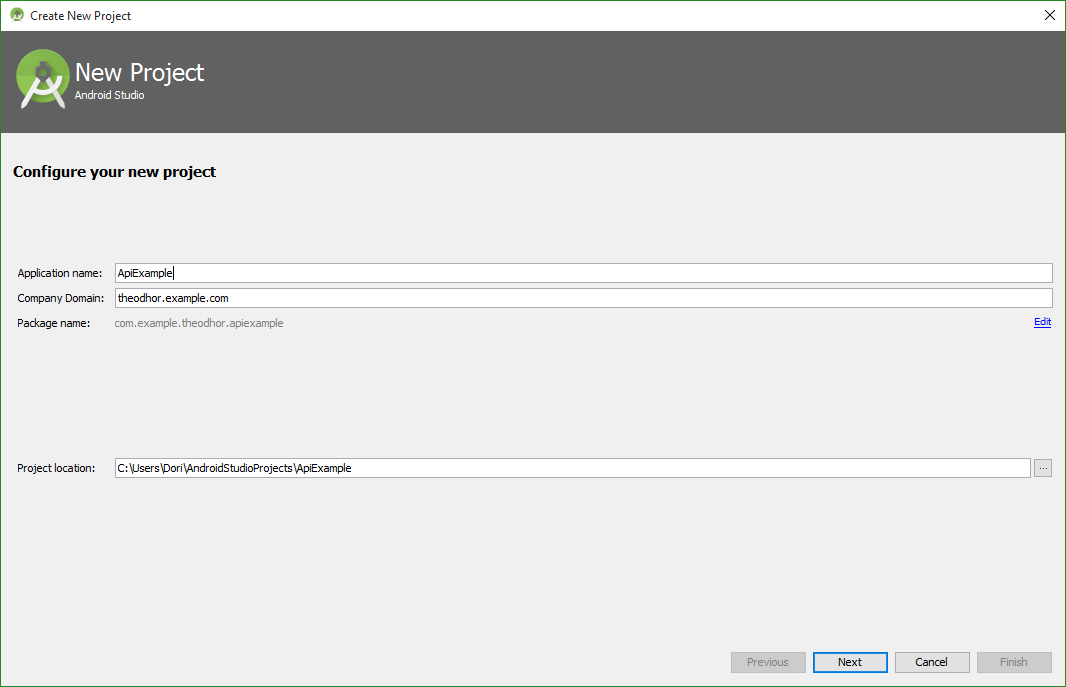 Create New Project
New Project
Android Studio
Configure your new project
Application name: ApiExample
Company Domain: theodhor.example.com
Package name: com.example.theodhor.apiexample Edit
Project location: C:\Users\Dori\AndroidStudioProjects\ApiExample ...
Previous Next Cancel Finish